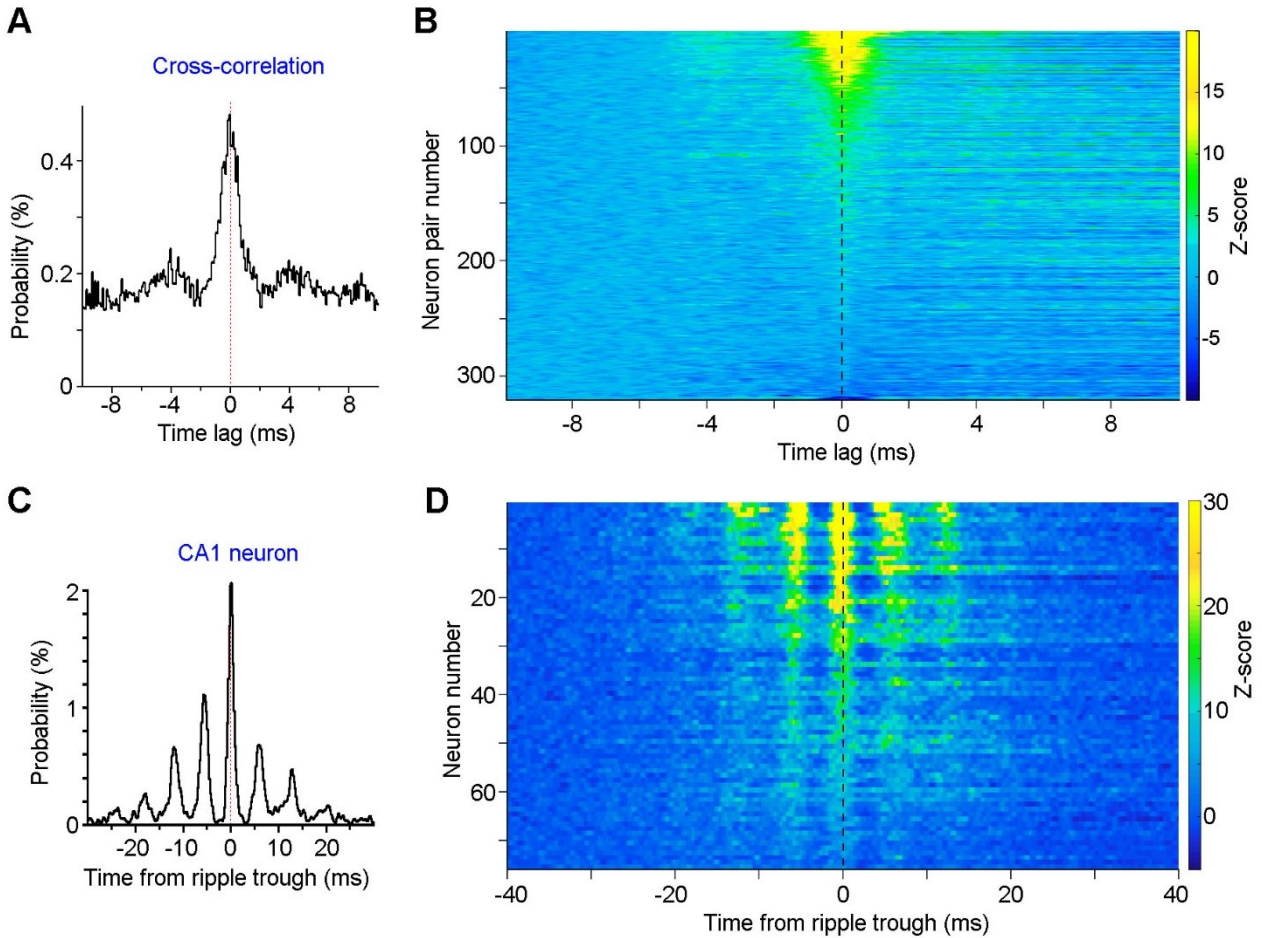 A
Cross-correlation
Probability (%)
0.4
0.2
0
-8 -4 0 4 8
Time lag (ms)
B
Neuron pair number
100
200
300
-8 -4 0 4 8
Time lag (ms)
15
10
5
0
-5
Z-score
C
CA1 neuron
Probability (%)
2
1
0
-20 -10 0 10 20
Time from ripple trough (ms)
D
Neuron number
20
40
60
-40 -20 0 20 40
Time from ripple trough (ms)
30
20
10
0
Z-score